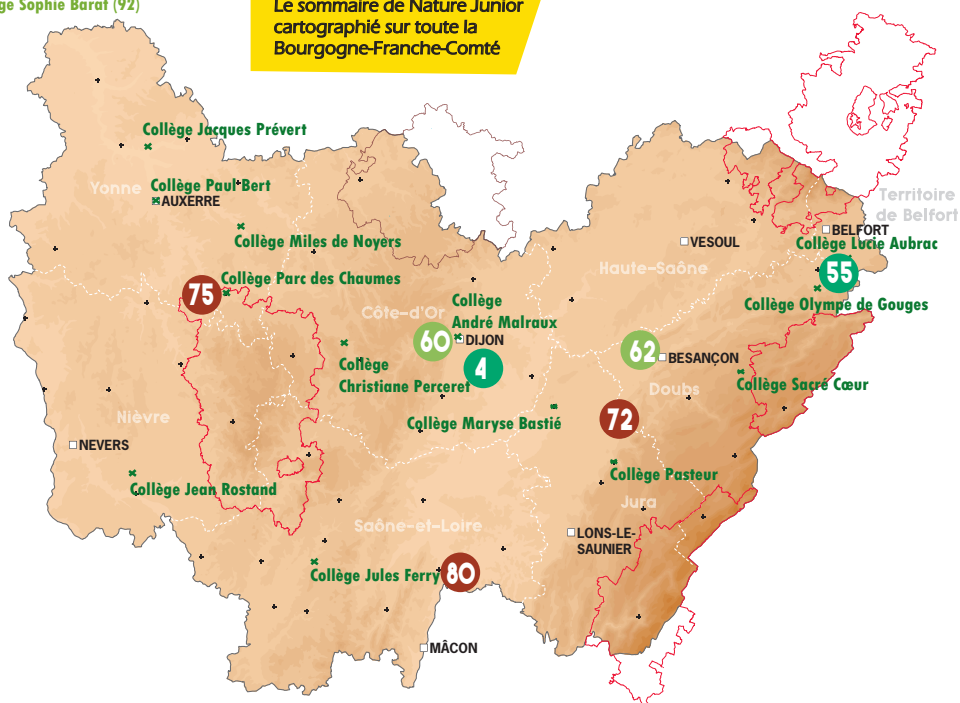 Sophie Barat (92)
Le sommaire de Nature Junior
cartographié sur toute la
Bourgogne-Franche-Comté
Collège Jacques Prévert
Yonne
Collège Paul Bert
AUXERRE
Territoire
de Belfort
BELFORT
Collège Lucie Aubrac
Collège Miles de Noyers
VESOUL
Haute-Saône
55
75
Collège Parc des Chaumes
Collège Olympe de Gouges
Côte-d'Or
Collège
André Malraux
60
DIJON
4
62
BESANÇON
Collège
Christiane Perceret
Doubs
Collège Sacré Cœur
Nièvre
72
Collège Maryse Bastié
NEVERS
Collège Pasteur
Collège Jean Rostand
Jura
Saône-et-Loire
LONS-LE-
SAUNIER
Collège Jules Ferry
80
MÂCON